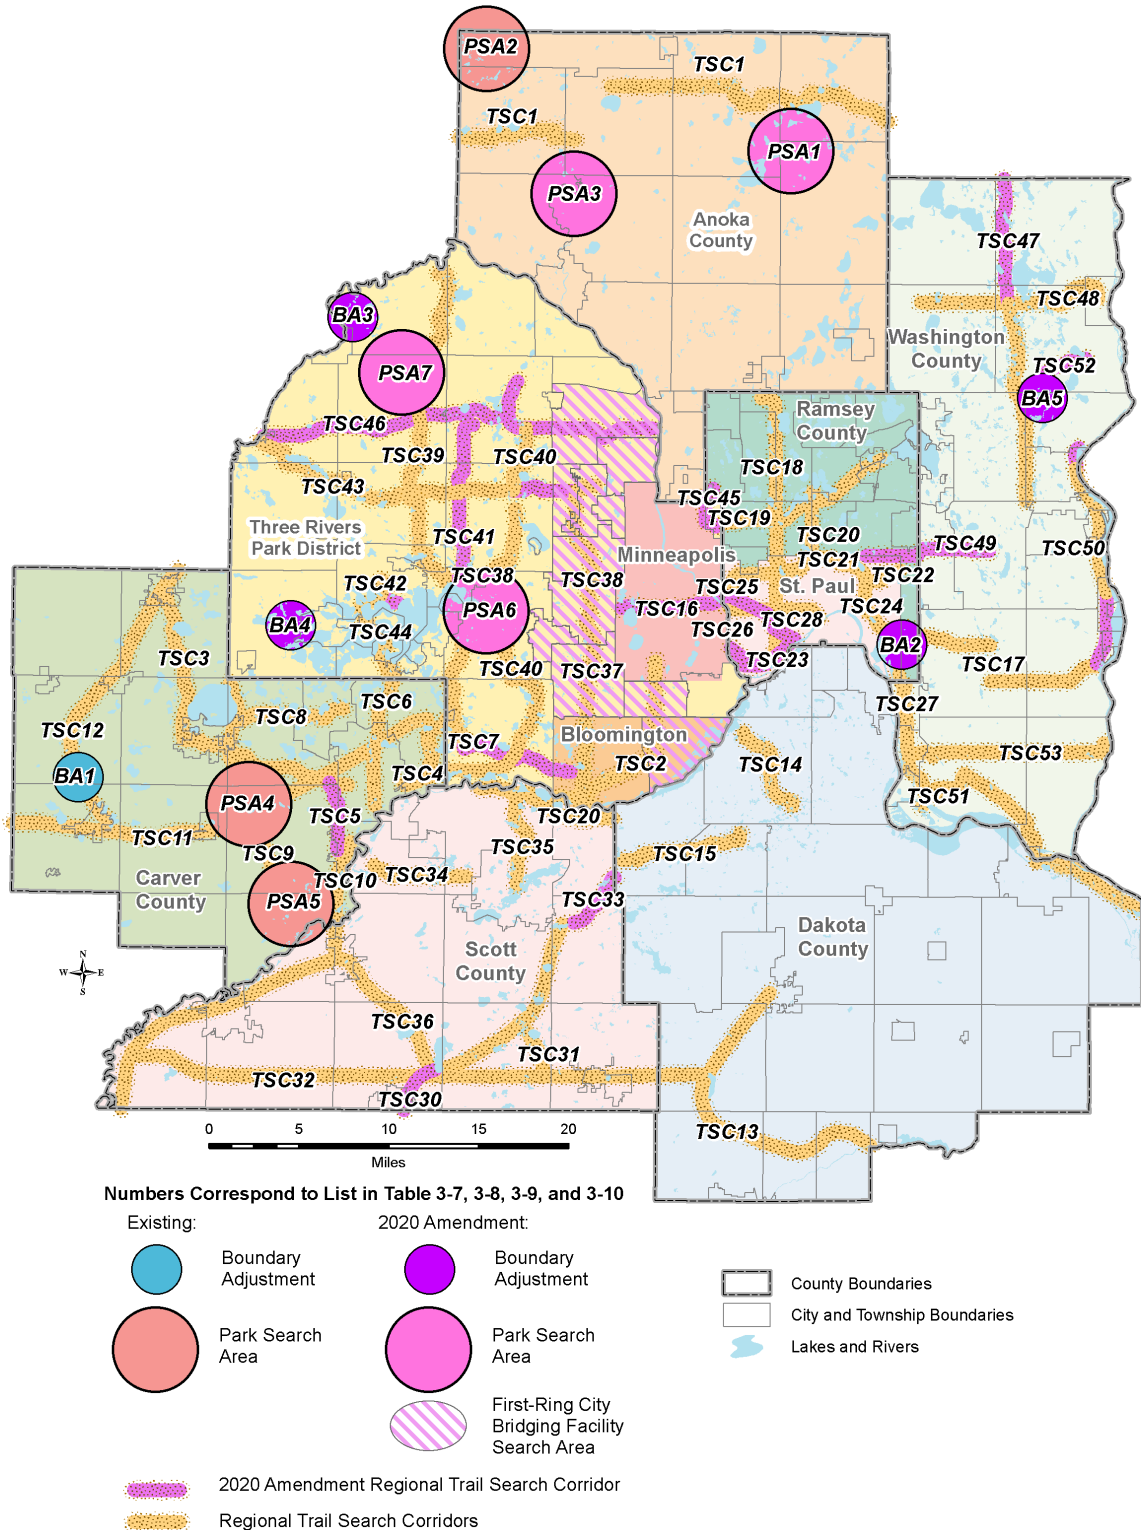 PSA2
TSC1
TSC1
PSA1
PSA3
Anoka
County
TSC47
BA3
TSC48
Washington
County
TSC52
PSA7
BA5
Ramsey
County
TSC46
TSC39
TSC40
TSC18
TSC43
TSC45
TSC19
Three Rivers
Park District
TSC41
TSC20
TSC49
TSC50
Minneapolis
TSC21
TSC22
TSC42
TSC38
TSC38
TSC25
St. Paul
PSA6
TSC16
TSC24
BA4
TSC44
TSC28
TSC26
BA2
TSC3
TSC40
TSC37
TSC23
TSC17
TSC6
TSC27
TSC8
TSC12
TSC7
Bloomington
TSC53
BA1
TSC4
TSC2
TSC14
PSA4
TSC51
TSC5
TSC20
TSC11
TSC9
TSC35
TSC15
TSC10
TSC34
Carver
County
PSA5
TSC33
Dakota
County
Scott
County
N
W
E
S
TSC36
TSC31
TSC32
TSC30
TSC13
0
5
10
15
20
Miles
Numbers Correspond to List in Table 3-7, 3-8, 3-9, and 3-10
Existing:
Boundary
Adjustment
Park Search
Area
2020 Amendment:
Boundary
Adjustment
Park Search
Area
First-Ring City
Bridging Facility
Search Area
County Boundaries
City and Township Boundaries
Lakes and Rivers
2020 Amendment Regional Trail Search Corridor
Regional Trail Search Corridors